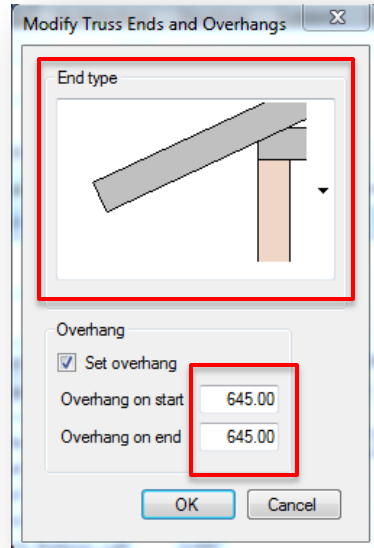 Modify Truss Ends and Overhangs
End type
Overhang
Set overhang
Overhang on start 645.00
Overhang on end 645.00
OK Cancel